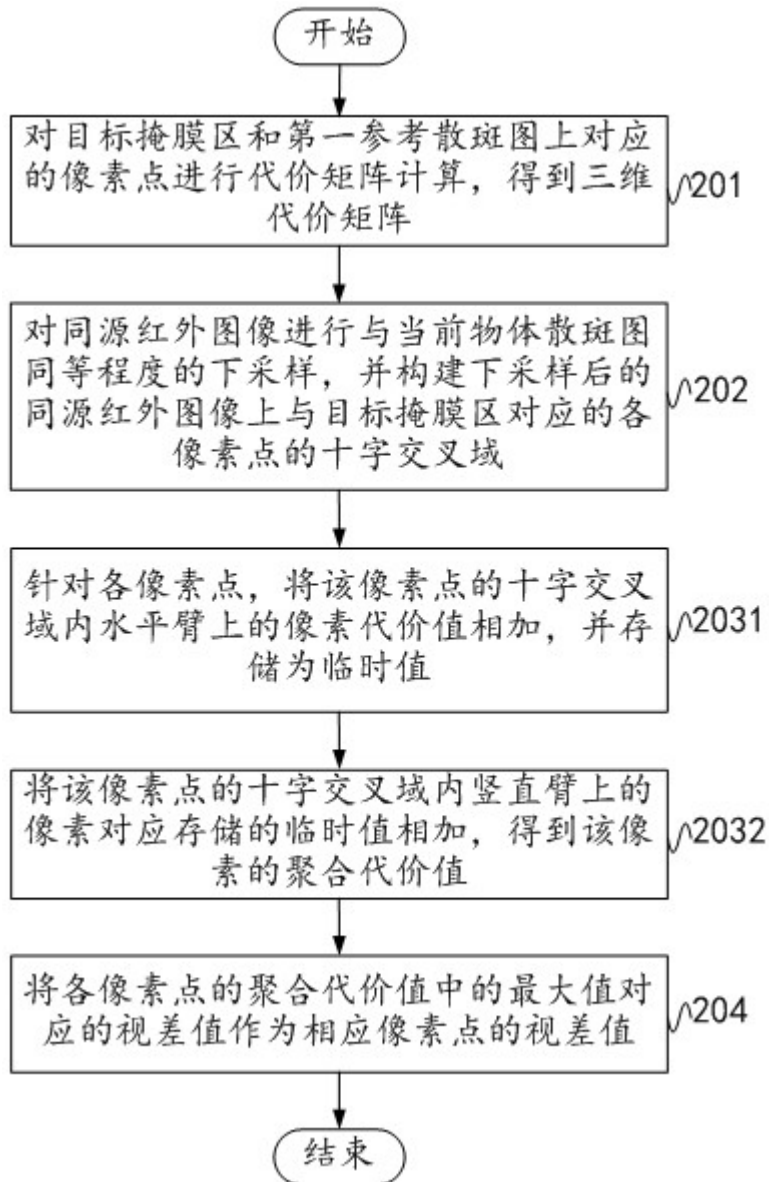 开始
对目标掩膜区和第一参考散斑图上对应
的像素点进行代价矩阵计算，得到三维
代价矩阵
201
对同源红外图像进行与当前物体散斑图
同等程度的下采样，并构建下采样后的
同源红外图像上与目标掩膜区对应的各
像素点的十字交叉域
202
针对各像素点，将该像素点的十字交叉
域内水平臂上的像素代价值相加，并存
储为临时值
2031
将该像素点的十字交叉域内竖直臂上的
像素对应存储的临时值相加，得到该像
素的聚合代价值
2032
将各像素点的聚合代价值中的最大值对
应的视差值作为相应像素点的视差值
204
结束